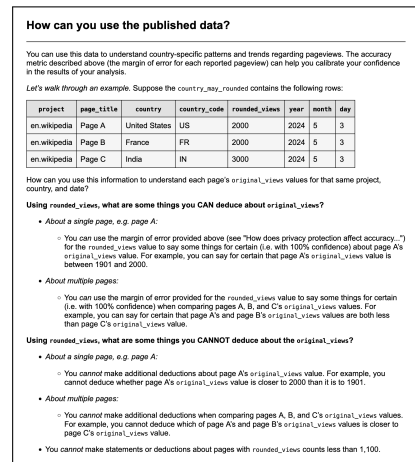 How can you use the published data?
You can use this data to understand country-specific patterns and trends regarding pageviews. The accuracy
metric described above (the margin of error for each reported pageview) can help you calibrate your confidence
in the results of your analysis.
Let's walk through an example. Suppose the country_may_rounded contains the following rows:
project page_title country country_code rounded_views year month day
en.wikipedia Page A United States US 2000 2024 5 3
en.wikipedia Page B France FR 2000 2024 5 3
en.wikipedia Page C India IN 3000 2024 5 3
How can you use this information to understand each page's original_views values for that same project,
country, and date?
Using rounded_views, what are some things you CAN deduce about original_views?
• About a single page, e.g. page A:
○ You can use the margin of error provided above (see "How does privacy protection affect accuracy...")
for the rounded_views value to say some things for certain (i.e. with 100% confidence) about page A's
original_views value. For example, you can say for certain that page A's original_views value is
between 1901 and 2000.
• About multiple pages:
○ You can use the margin of error provided for the rounded_views value to say some things for certain
(i.e. with 100% confidence) when comparing pages A, B, and C's original_views values. For
example, you can say for certain that page A's and page B's original_views values are both less
than page C's original_views value.
Using rounded_views, what are some things you CANNOT deduce about the original_views?
• About a single page, e.g. page A:
○ You cannot make additional deductions about page A's original_views value. For example, you
cannot deduce whether page A's original_views value is closer to 2000 than it is to 1901.
• About multiple pages:
○ You cannot make additional deductions when comparing pages A, B, and C's original_views values.
For example, you cannot deduce which of page A's and page B's original_views values is closer to
page C's original_views value.
• You cannot make statements or deductions about pages with rounded_views counts less than 1,100.